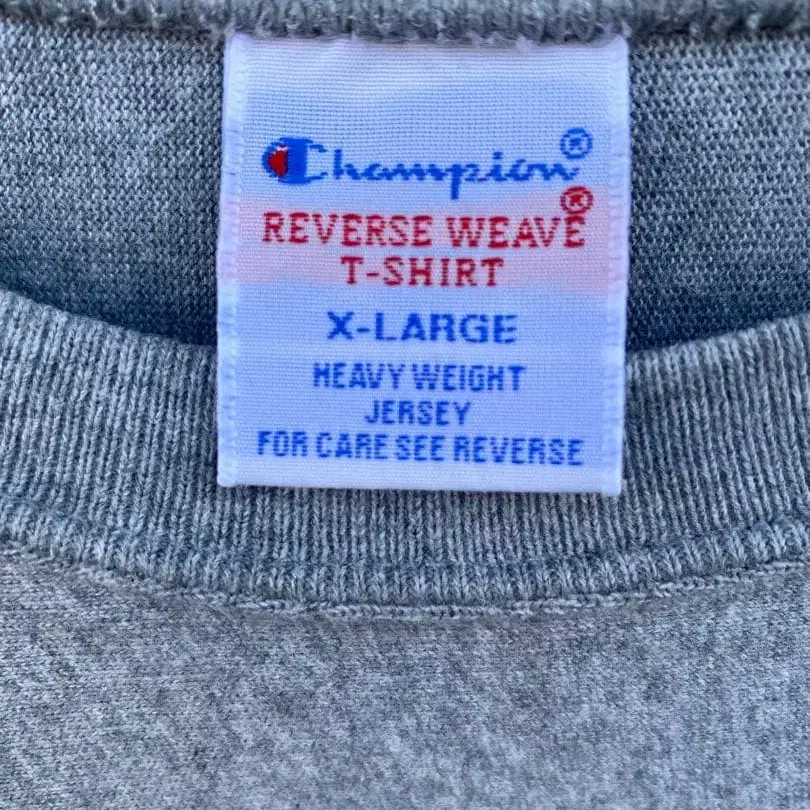 Champion®
REVERSE WEAVE®
T-SHIRT
X-LARGE
HEAVY WEIGHT
JERSEY
FOR CARE SEE REVERSE